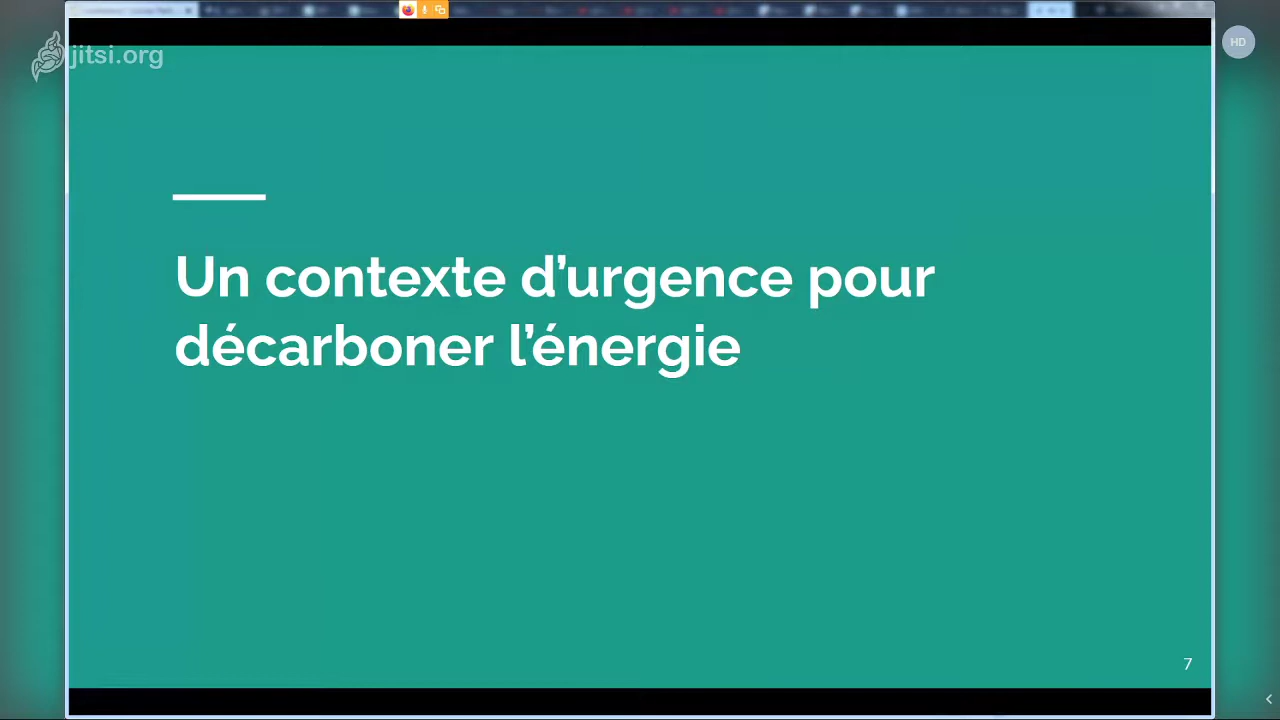 jitsi.org
HD
Un contexte d’urgence pour
décarboner l’énergie
7